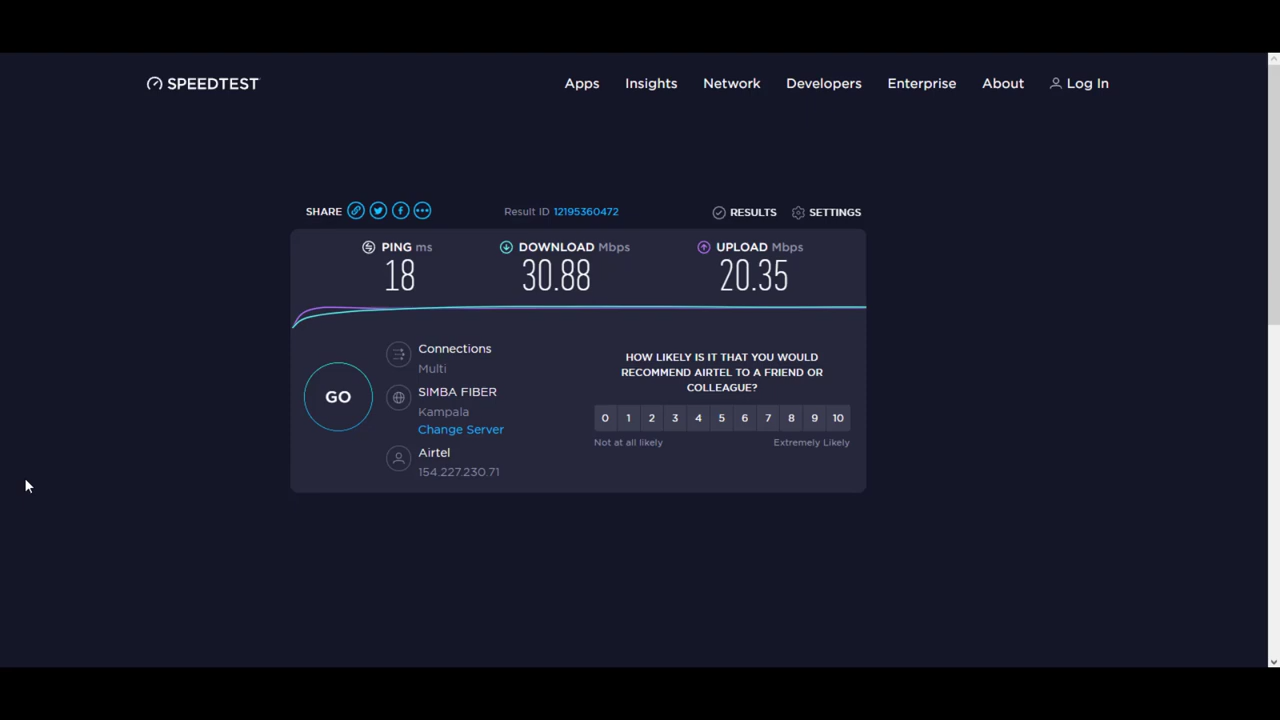 SPEEDTEST
Apps Insights Network Developers Enterprise About Log In
SHARE Result ID 12195360472 RESULTS SETTINGS
PING ms DOWNLOAD Mbps UPLOAD Mbps
18 30.88 20.35
GO
Connections
Multi
SIMBA FIBER
Kampala
Change Server
Airtel
154.227.230.71
HOW LIKELY IS IT THAT YOU WOULD
RECOMMEND AIRTEL TO A FRIEND OR
COLLEAGUE?
0 1 2 3 4 5 6 7 8 9 10
Not at all likely Extremely Likely